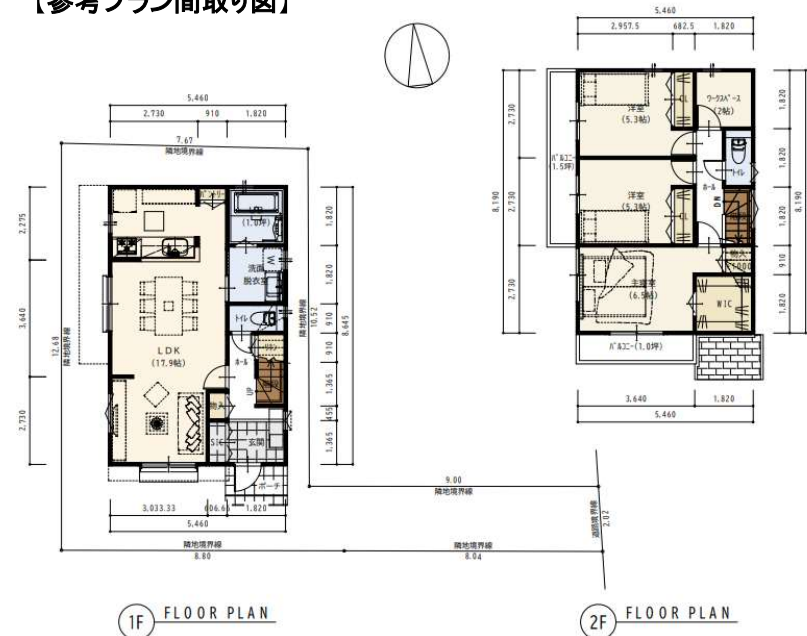 【参考プラン間取り図】
5,460
2,730
910
1,820
7.67
隣地境界線
2,275
3,640
2,730
12.68
隣地境界線
(1.0坪)
洗面
脱衣室
W
トイレ
ホール
LDK
(17.9帖)
物入
UP
SIC
玄関
ポーチ
1,820
1,820
910
910
1,365
455
1,365
8,645
10.52
隣地境界線
3,033.33
606.66
1,820
5,460
隣地境界線
8.80
隣地境界線
8.04
9.00
隣地境界線
道路境界線
2.02
1F FLOOR PLAN
5,460
2,957.5
682.5
1,820
2,730
2,730
2,730
8,190
バルコニー
(1.5坪)
洋室
(5.3帖)
CL
ワークスペース
(2帖)
トイレ
ホール
DN
洋室
(5.3帖)
CL
物入
主寝室
(6.5帖)
WIC
バルコニー(1.0坪)
1,820
1,820
1,820
910
1,820
8,190
3,640
1,820
5,460
2F FLOOR PLAN